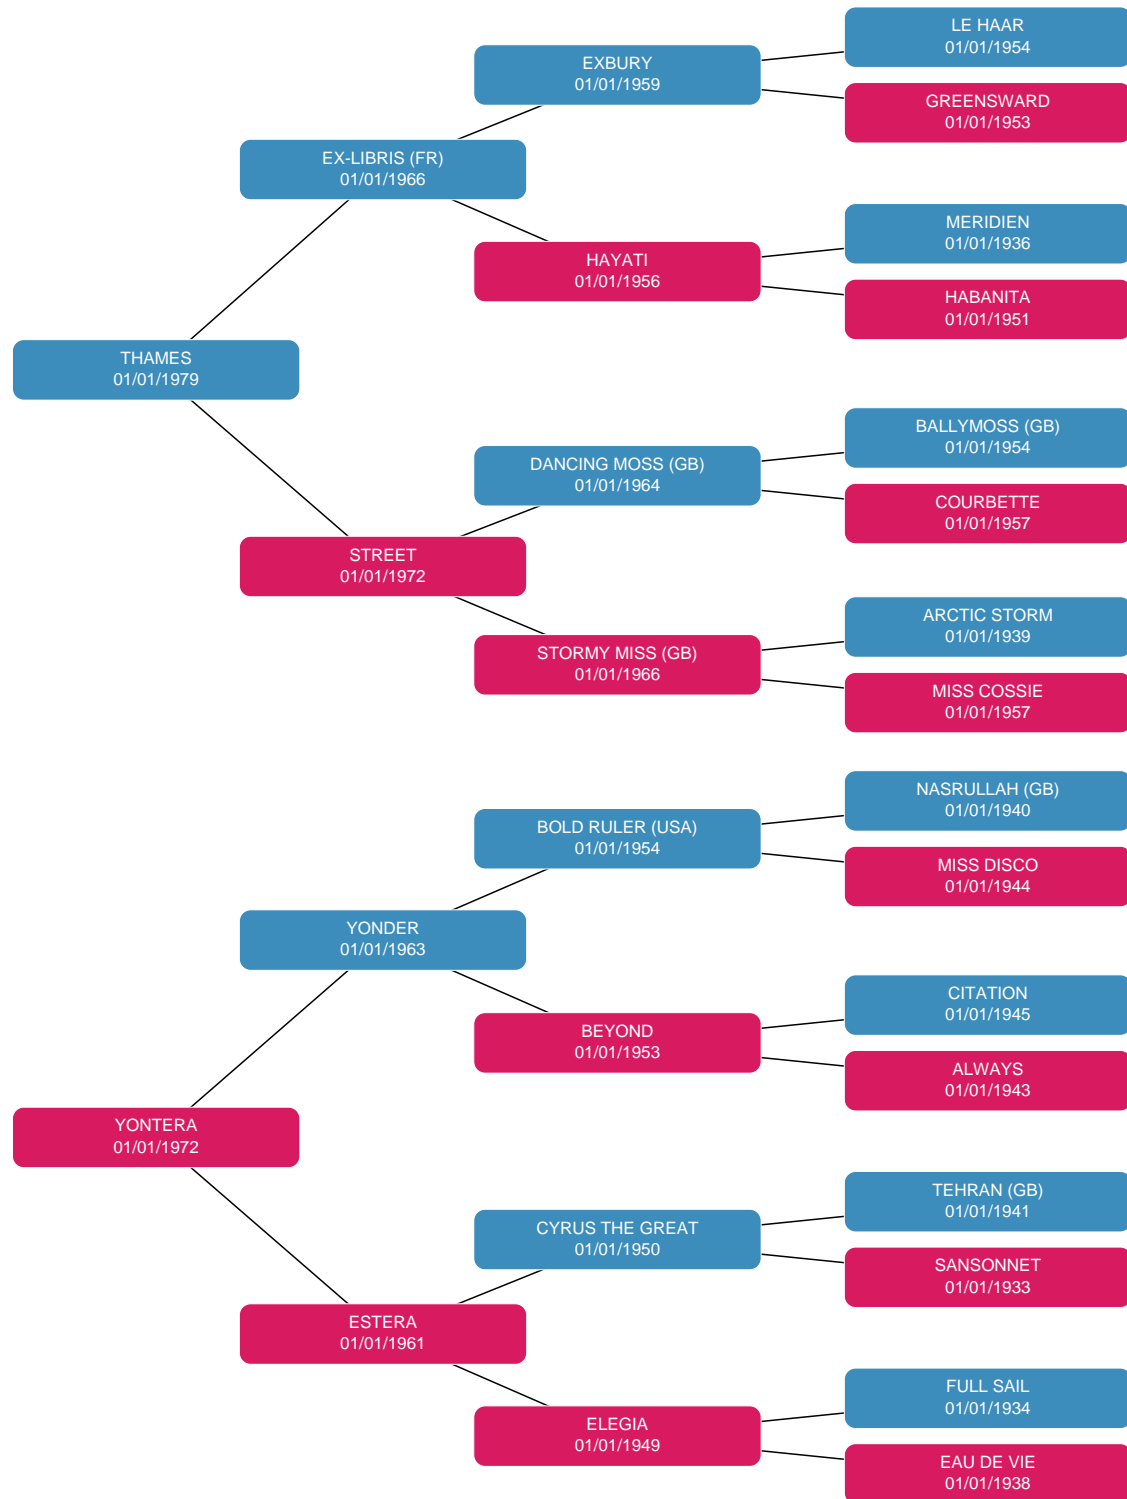 LE HAAR
01/01/1954
EXBURY
01/01/1959
GREENSWARD
01/01/1953
EX-LIBRIS (FR)
01/01/1966
MERIDIEN
01/01/1936
HAYATI
01/01/1956
HABANITA
01/01/1951
THAMES
01/01/1979
BALLYMOSS (GB)
01/01/1954
DANCING MOSS (GB)
01/01/1964
COURBETTE
01/01/1957
STREET
01/01/1972
ARCTIC STORM
01/01/1939
STORMY MISS (GB)
01/01/1966
MISS COSSIE
01/01/1957
NASRULLAH (GB)
01/01/1940
BOLD RULER (USA)
01/01/1954
MISS DISCO
01/01/1944
YONDER
01/01/1963
CITATION
01/01/1945
BEYOND
01/01/1953
ALWAYS
01/01/1943
YONTERA
01/01/1972
TEHRAN (GB)
01/01/1941
CYRUS THE GREAT
01/01/1950
SANSONNET
01/01/1933
ESTERA
01/01/1961
FULL SAIL
01/01/1934
ELEGIA
01/01/1949
EAU DE VIE
01/01/1938